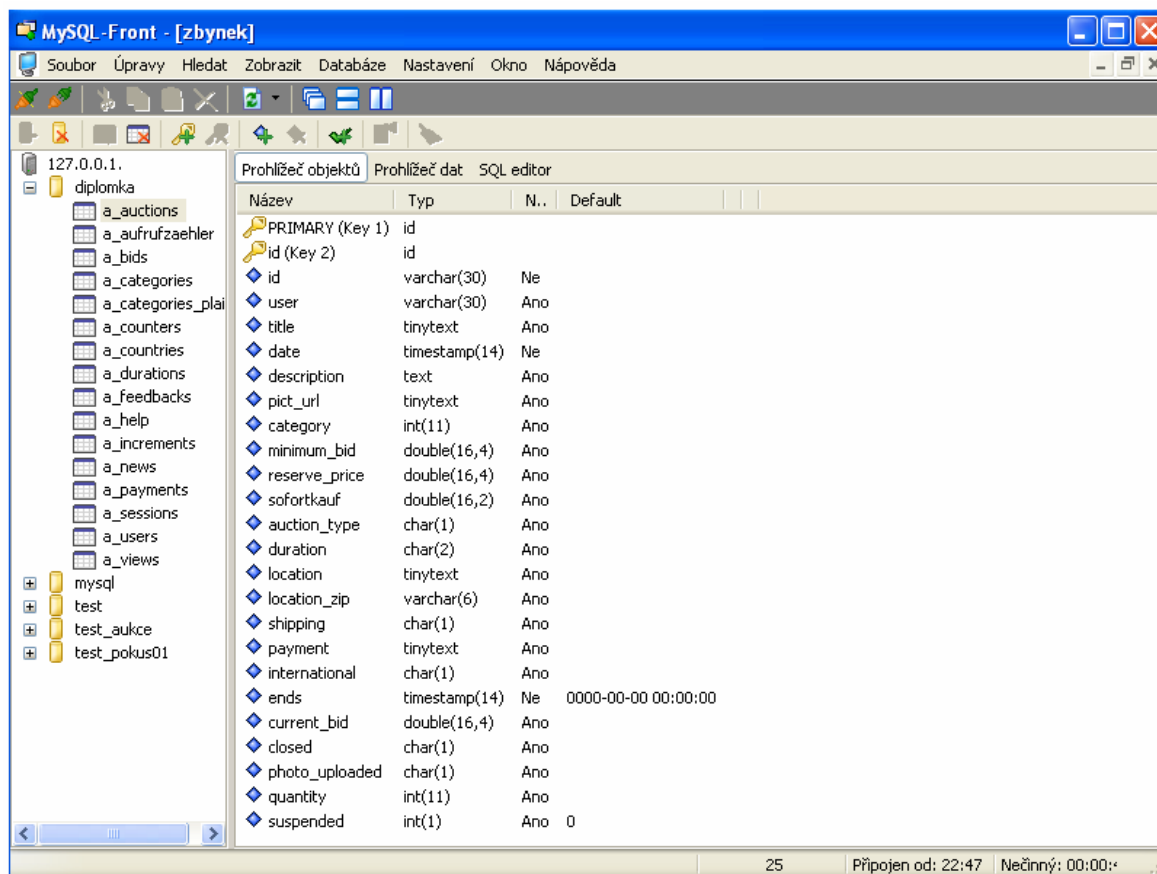 MySQL-Front - [zbynek]
Soubor Úpravy Hledat Zobrazit Databáze Nastavení Okno Nápověda
127.0.0.1.
diplomka
a_auctions
a_aufrufzaehler
a_bids
a_categories
a_categories_plai
a_counters
a_countries
a_durations
a_feedbacks
a_help
a_increments
a_news
a_payments
a_sessions
a_users
a_views
mysql
test
test_aukce
test_pokus01
Prohlížeč objektů Prohlížeč dat SQL editor
Název Typ N.. Default
PRIMARY (Key 1) id
id (Key 2) id
id varchar(30) Ne
user varchar(30) Ano
title tinytext Ano
date timestamp(14) Ne
description text Ano
pict_url tinytext Ano
category int(11) Ano
minimum_bid double(16,4) Ano
reserve_price double(16,4) Ano
sofortkauf double(16,2) Ano
auction_type char(1) Ano
duration char(2) Ano
location tinytext Ano
location_zip varchar(6) Ano
shipping char(1) Ano
payment tinytext Ano
international char(1) Ano
ends timestamp(14) Ne 0000-00-00 00:00:00
current_bid double(16,4) Ano
closed char(1) Ano
photo_uploaded char(1) Ano
quantity int(11) Ano
suspended int(1) Ano 0
25 Připojen od: 22:47 Nečinný: 00:00: